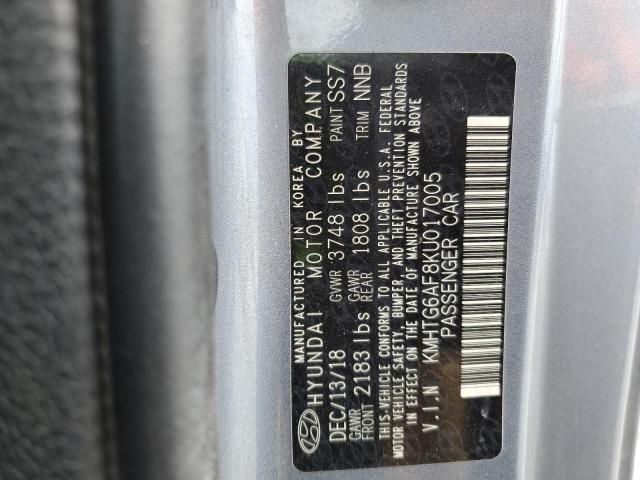 MANUFACTURED IN KOREA BY
HYUNDAI MOTOR COMPANY
DEC/13/18 GVWR 3748 lbs PAINT SS7
GAWR FRONT 2183 lbs GAWR REAR 1808 lbs TRIM NNB
THIS VEHICLE CONFORMS TO ALL APPLICABLE U.S.A. FEDERAL
MOTOR VEHICLE SAFETY, BUMPER, AND THEFT PREVENTION STANDARDS
IN EFFECT ON THE DATE OF MANUFACTURE SHOWN ABOVE
V.I.N KMHTG6AF8KU017005
PASSENGER CAR